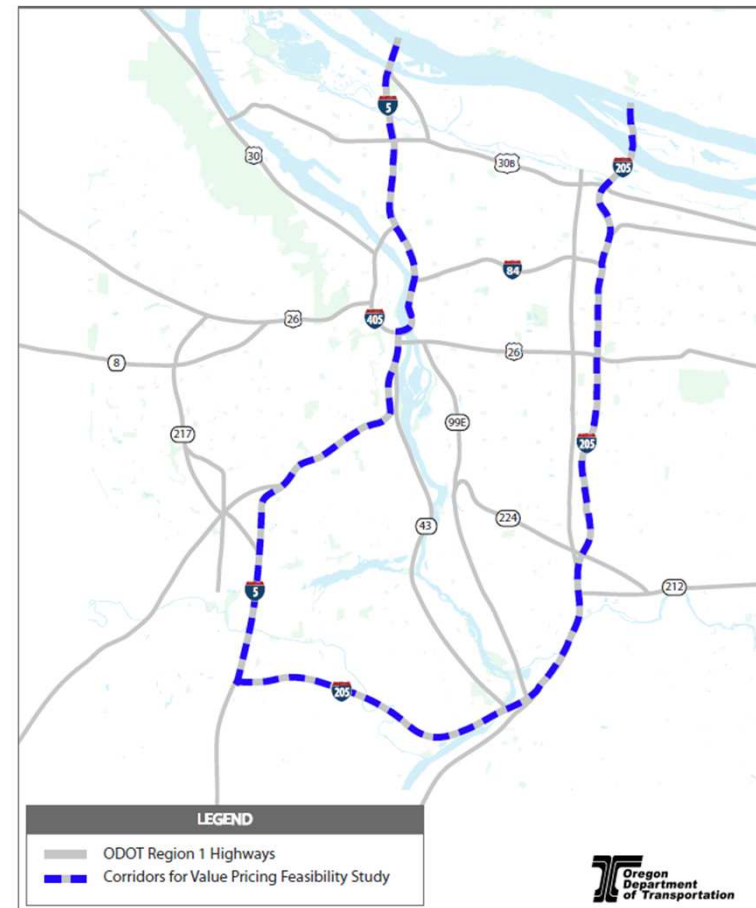 5
30
30B
205
84
26
405
8
26
217
99E
205
43
224
212
5
205
LEGEND
ODOT Region 1 Highways
Corridors for Value Pricing Feasibility Study
Oregon
Department
of Transportation